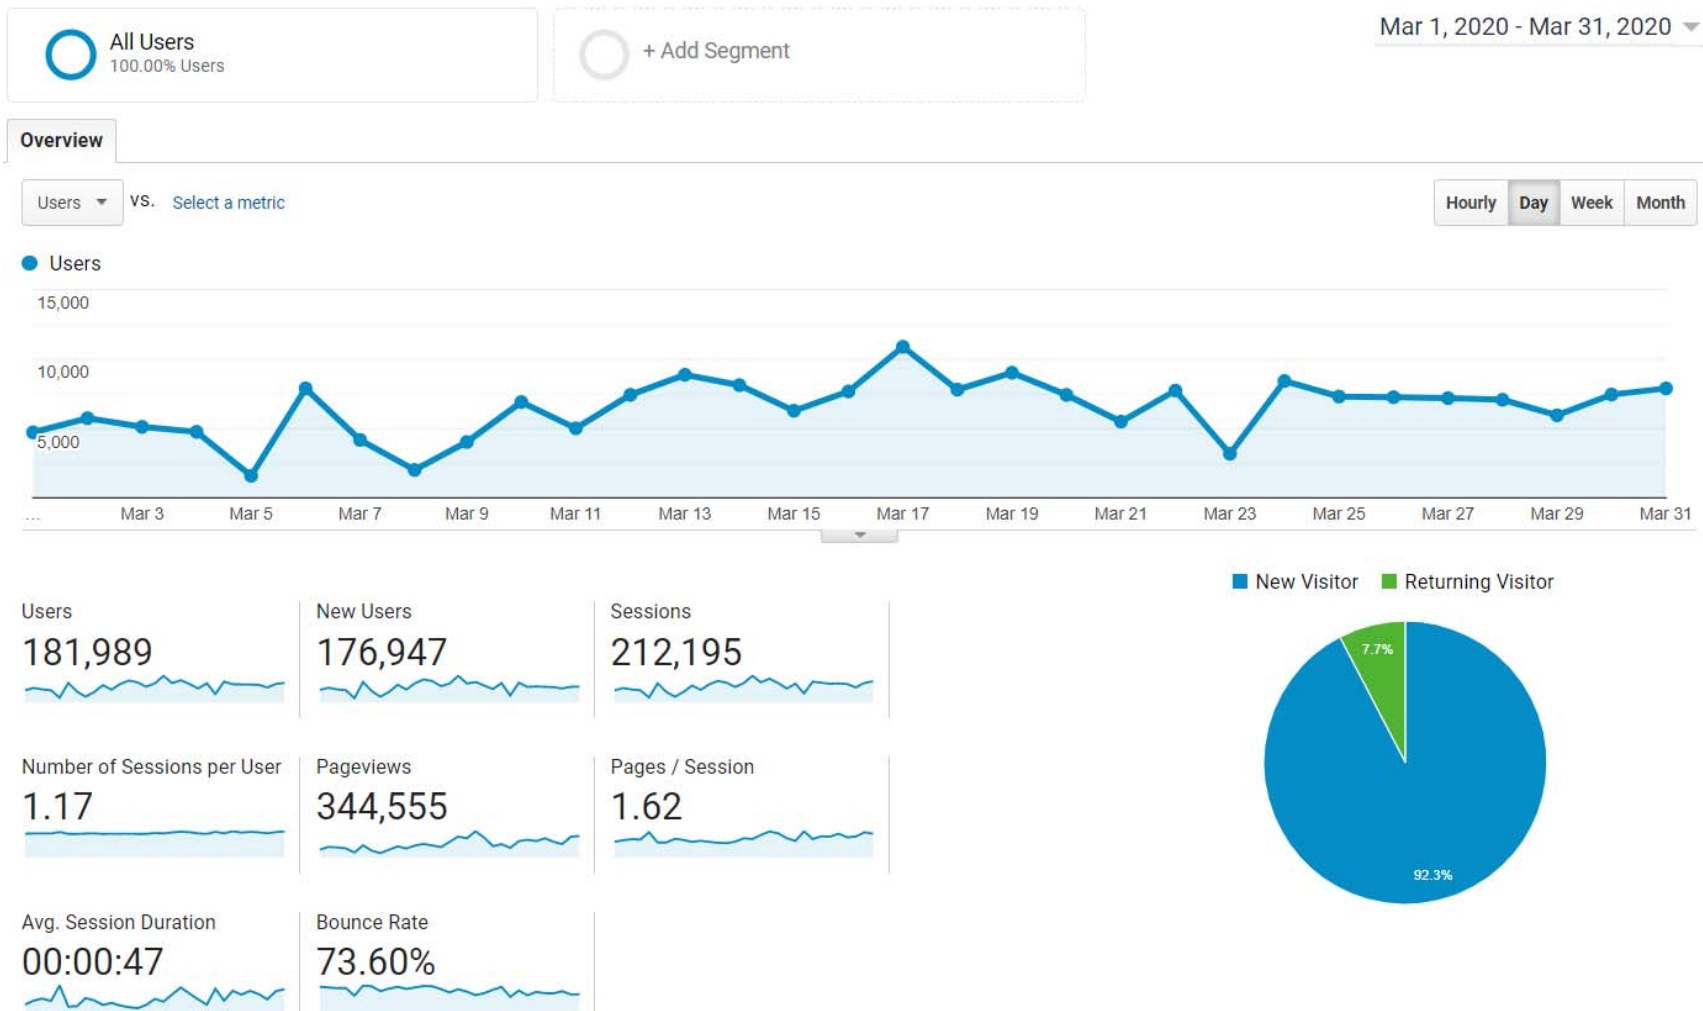 All Users
100.00% Users
+ Add Segment
Mar 1, 2020 - Mar 31, 2020
Overview
Users
VS.
Select a metric
Hourly
Day
Week
Month
Users
15,000
10,000
5,000
...
Mar 3
Mar 5
Mar 7
Mar 9
Mar 11
Mar 13
Mar 15
Mar 17
Mar 19
Mar 21
Mar 23
Mar 25
Mar 27
Mar 29
Mar 31
New Visitor
Returning Visitor
7.7%
92.3%
Users
181,989
New Users
176,947
Sessions
212,195
Number of Sessions per User
1.17
Pageviews
344,555
Pages / Session
1.62
Avg. Session Duration
00:00:47
Bounce Rate
73.60%